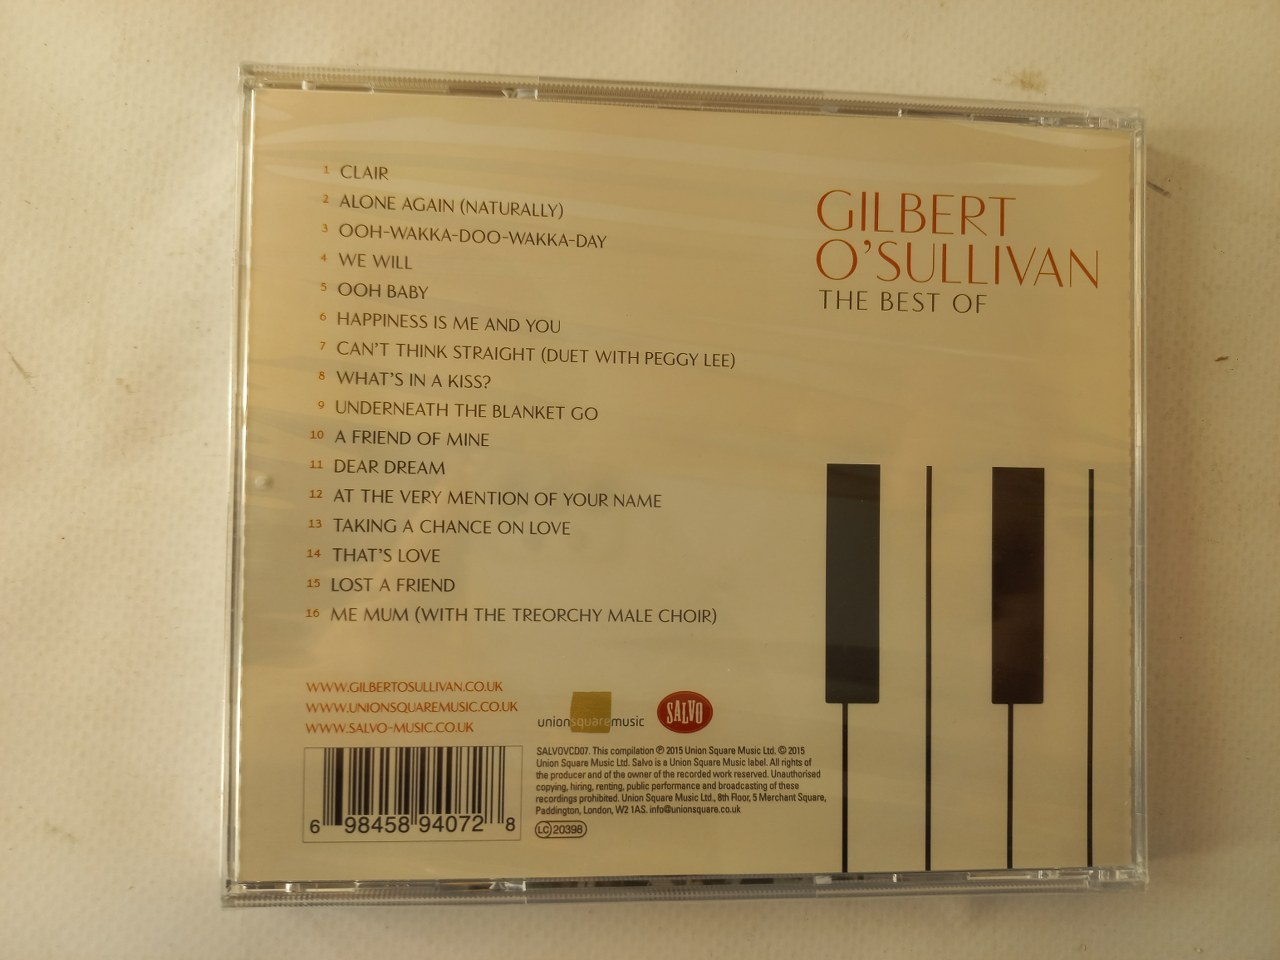 1 CLAIR
2 ALONE AGAIN (NATURALLY)
3 OOH-WAKKA-DOO-WAKKA-DAY
4 WE WILL
5 OOH BABY
6 HAPPINESS IS ME AND YOU
7 CAN'T THINK STRAIGHT (DUET WITH PEGGY LEE)
8 WHAT'S IN A KISS?
9 UNDERNEATH THE BLANKET GO
10 A FRIEND OF MINE
11 DEAR DREAM
12 AT THE VERY MENTION OF YOUR NAME
13 TAKING A CHANCE ON LOVE
14 THAT'S LOVE
15 LOST A FRIEND
16 ME MUM (WITH THE TREORCHY MALE CHOIR)
GILBERT
O'SULLIVAN
THE BEST OF
WWW.GILBERTOSULLIVAN.CO.UK
WWW.UNIONSQUAREMUSIC.CO.UK
WWW.SALVO-MUSIC.CO.UK
unionsquaremusic
SALVO
SALVOVCD07. This compilation ℗ 2015 Union Square Music Ltd. © 2015
Union Square Music Ltd. Salvo is a Union Square Music label. All rights of
the producer and of the owner of the recorded work reserved. Unauthorised
copying, hiring, renting, public performance and broadcasting of these
recordings prohibited. Union Square Music Ltd., 8th Floor, 5 Merchant Square,
Paddington, London, W2 1AS. info@unionsquare.co.uk
LC 20398
6 98458 94072 8